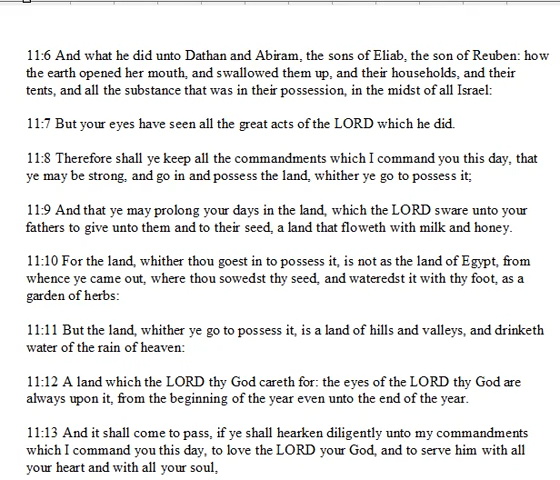 11:6 And what he did unto Dathan and Abiram, the sons of Eliab, the son of Reuben: how
the earth opened her mouth, and swallowed them up, and their households, and their
tents, and all the substance that was in their possession, in the midst of all Israel:
11:7 But your eyes have seen all the great acts of the LORD which he did.
11:8 Therefore shall ye keep all the commandments which I command you this day, that
ye may be strong, and go in and possess the land, whither ye go to possess it;
11:9 And that ye may prolong your days in the land, which the LORD sware unto your
fathers to give unto them and to their seed, a land that floweth with milk and honey.
11:10 For the land, whither thou goest in to possess it, is not as the land of Egypt, from
whence ye came out, where thou sowedst thy seed, and wateredst it with thy foot, as a
garden of herbs:
11:11 But the land, whither ye go to possess it, is a land of hills and valleys, and drinketh
water of the rain of heaven:
11:12 A land which the LORD thy God careth for: the eyes of the LORD thy God are
always upon it, from the beginning of the year even unto the end of the year.
11:13 And it shall come to pass, if ye shall hearken diligently unto my commandments
which I command you this day, to love the LORD your God, and to serve him with all
your heart and with all your soul,